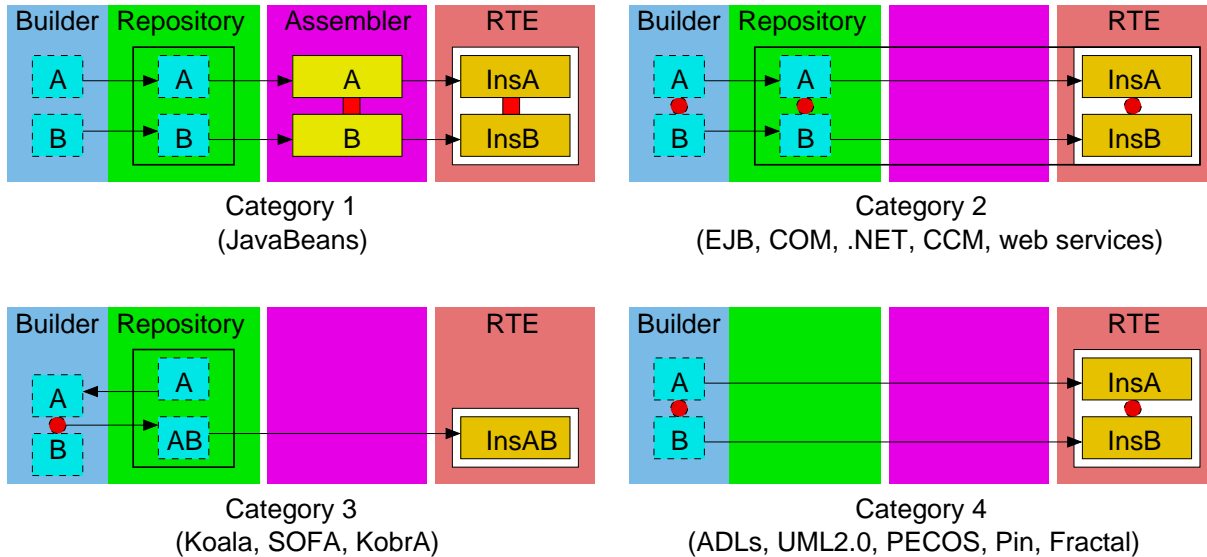 Builder Repository Assembler RTE
A A A InsA
B B B InsB
Category 1
(JavaBeans)
Builder Repository RTE
A A InsA
B B InsB
Category 2
(EJB, COM, .NET, CCM, web services)
Builder Repository RTE
A
A
B AB InsAB
Category 3
(Koala, SOFA, KobrA)
Builder RTE
A InsA
B InsB
Category 4
(ADLs, UML2.0, PECOS, Pin, Fractal)